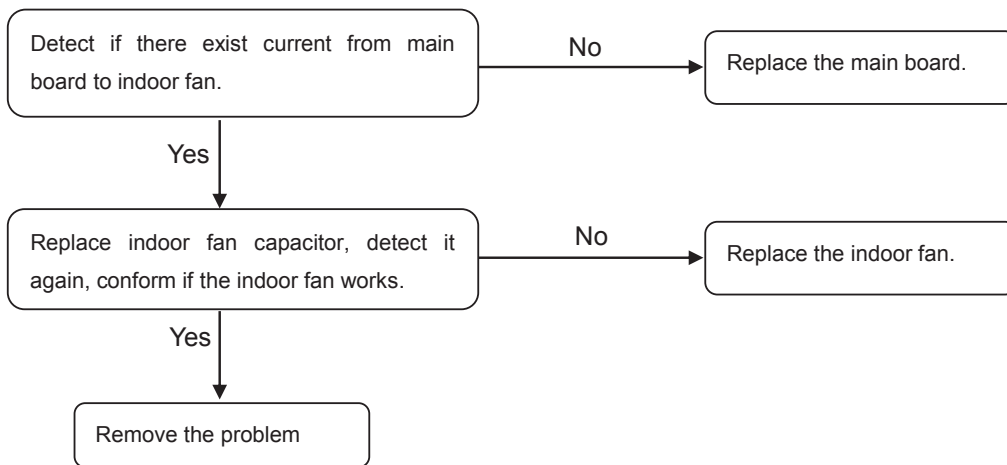 Detect if there exist current from main
board to indoor fan.
No
Replace the main board.
Yes
Replace indoor fan capacitor, detect it
again, conform if the indoor fan works.
No
Replace the indoor fan.
Yes
Remove the problem